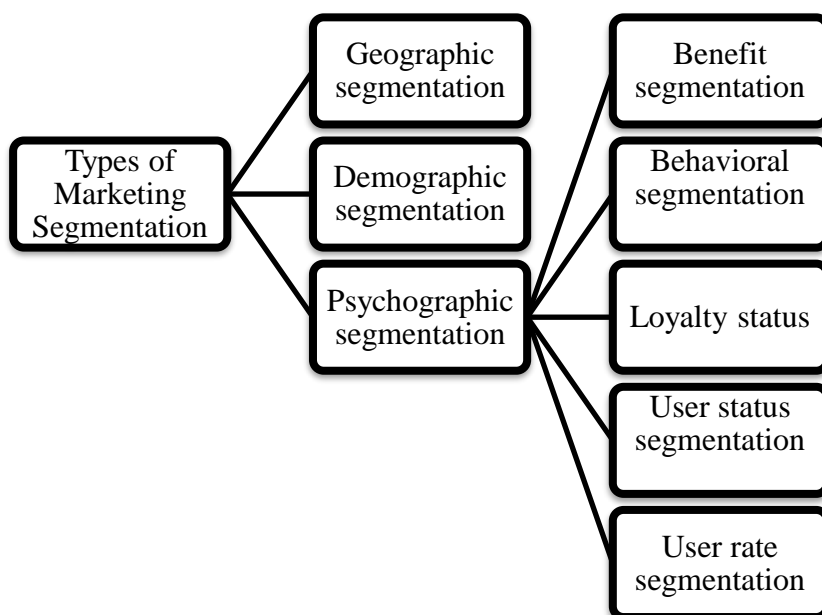 Types of
Marketing
Segmentation
Geographic
segmentation
Demographic
segmentation
Psychographic
segmentation
Benefit
segmentation
Behavioral
segmentation
Loyalty status
User status
segmentation
User rate
segmentation